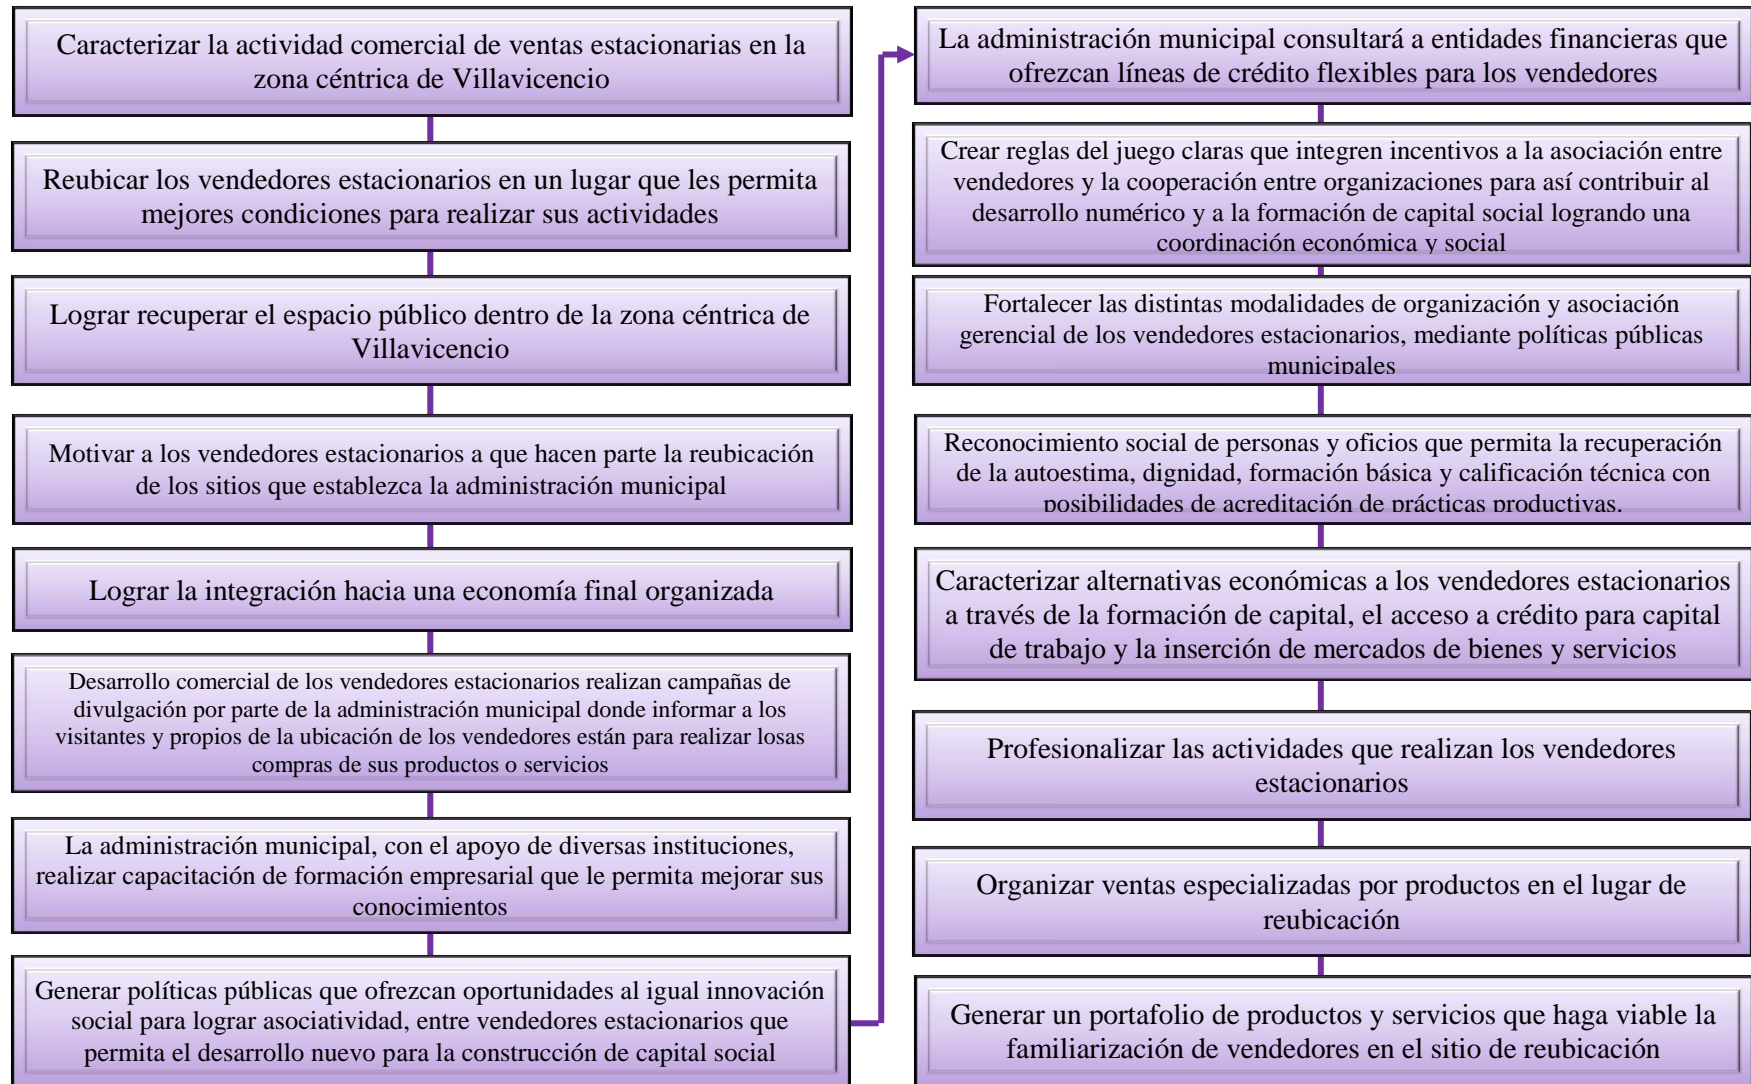 Caracterizar la actividad comercial de ventas estacionarias en la
zona céntrica de Villavicencio
Reubicar los vendedores estacionarios en un lugar que les permita
mejores condiciones para realizar sus actividades
Lograr recuperar el espacio público dentro de la zona céntrica de
Villavicencio
Motivar a los vendedores estacionarios a que hacen parte la reubicación
de los sitios que establezca la administración municipal
Lograr la integración hacia una economía final organizada
Desarrollo comercial de los vendedores estacionarios realizan campañas de
divulgación por parte de la administración municipal donde informar a los
visitantes y propios de la ubicación de los vendedores están para realizar losas
compras de sus productos o servicios
La administración municipal, con el apoyo de diversas instituciones,
realizar capacitación de formación empresarial que le permita mejorar sus
conocimientos
Generar políticas públicas que ofrezcan oportunidades al igual innovación
social para lograr asociatividad, entre vendedores estacionarios que
permita el desarrollo nuevo para la construcción de capital social
La administración municipal consultará a entidades financieras que
ofrezcan líneas de crédito flexibles para los vendedores
Crear reglas del juego claras que integren incentivos a la asociación entre
vendedores y la cooperación entre organizaciones para así contribuir al
desarrollo numérico y a la formación de capital social logrando una
coordinación económica y social
Fortalecer las distintas modalidades de organización y asociación
gerencial de los vendedores estacionarios, mediante políticas públicas
municipales
Reconocimiento social de personas y oficios que permita la recuperación
de la autoestima, dignidad, formación básica y calificación técnica con
posibilidades de acreditación de prácticas productivas.
Caracterizar alternativas económicas a los vendedores estacionarios
a través de la formación de capital, el acceso a crédito para capital
de trabajo y la inserción de mercados de bienes y servicios
Profesionalizar las actividades que realizan los vendedores
estacionarios
Organizar ventas especializadas por productos en el lugar de
reubicación
Generar un portafolio de productos y servicios que haga viable la
familiarización de vendedores en el sitio de reubicación